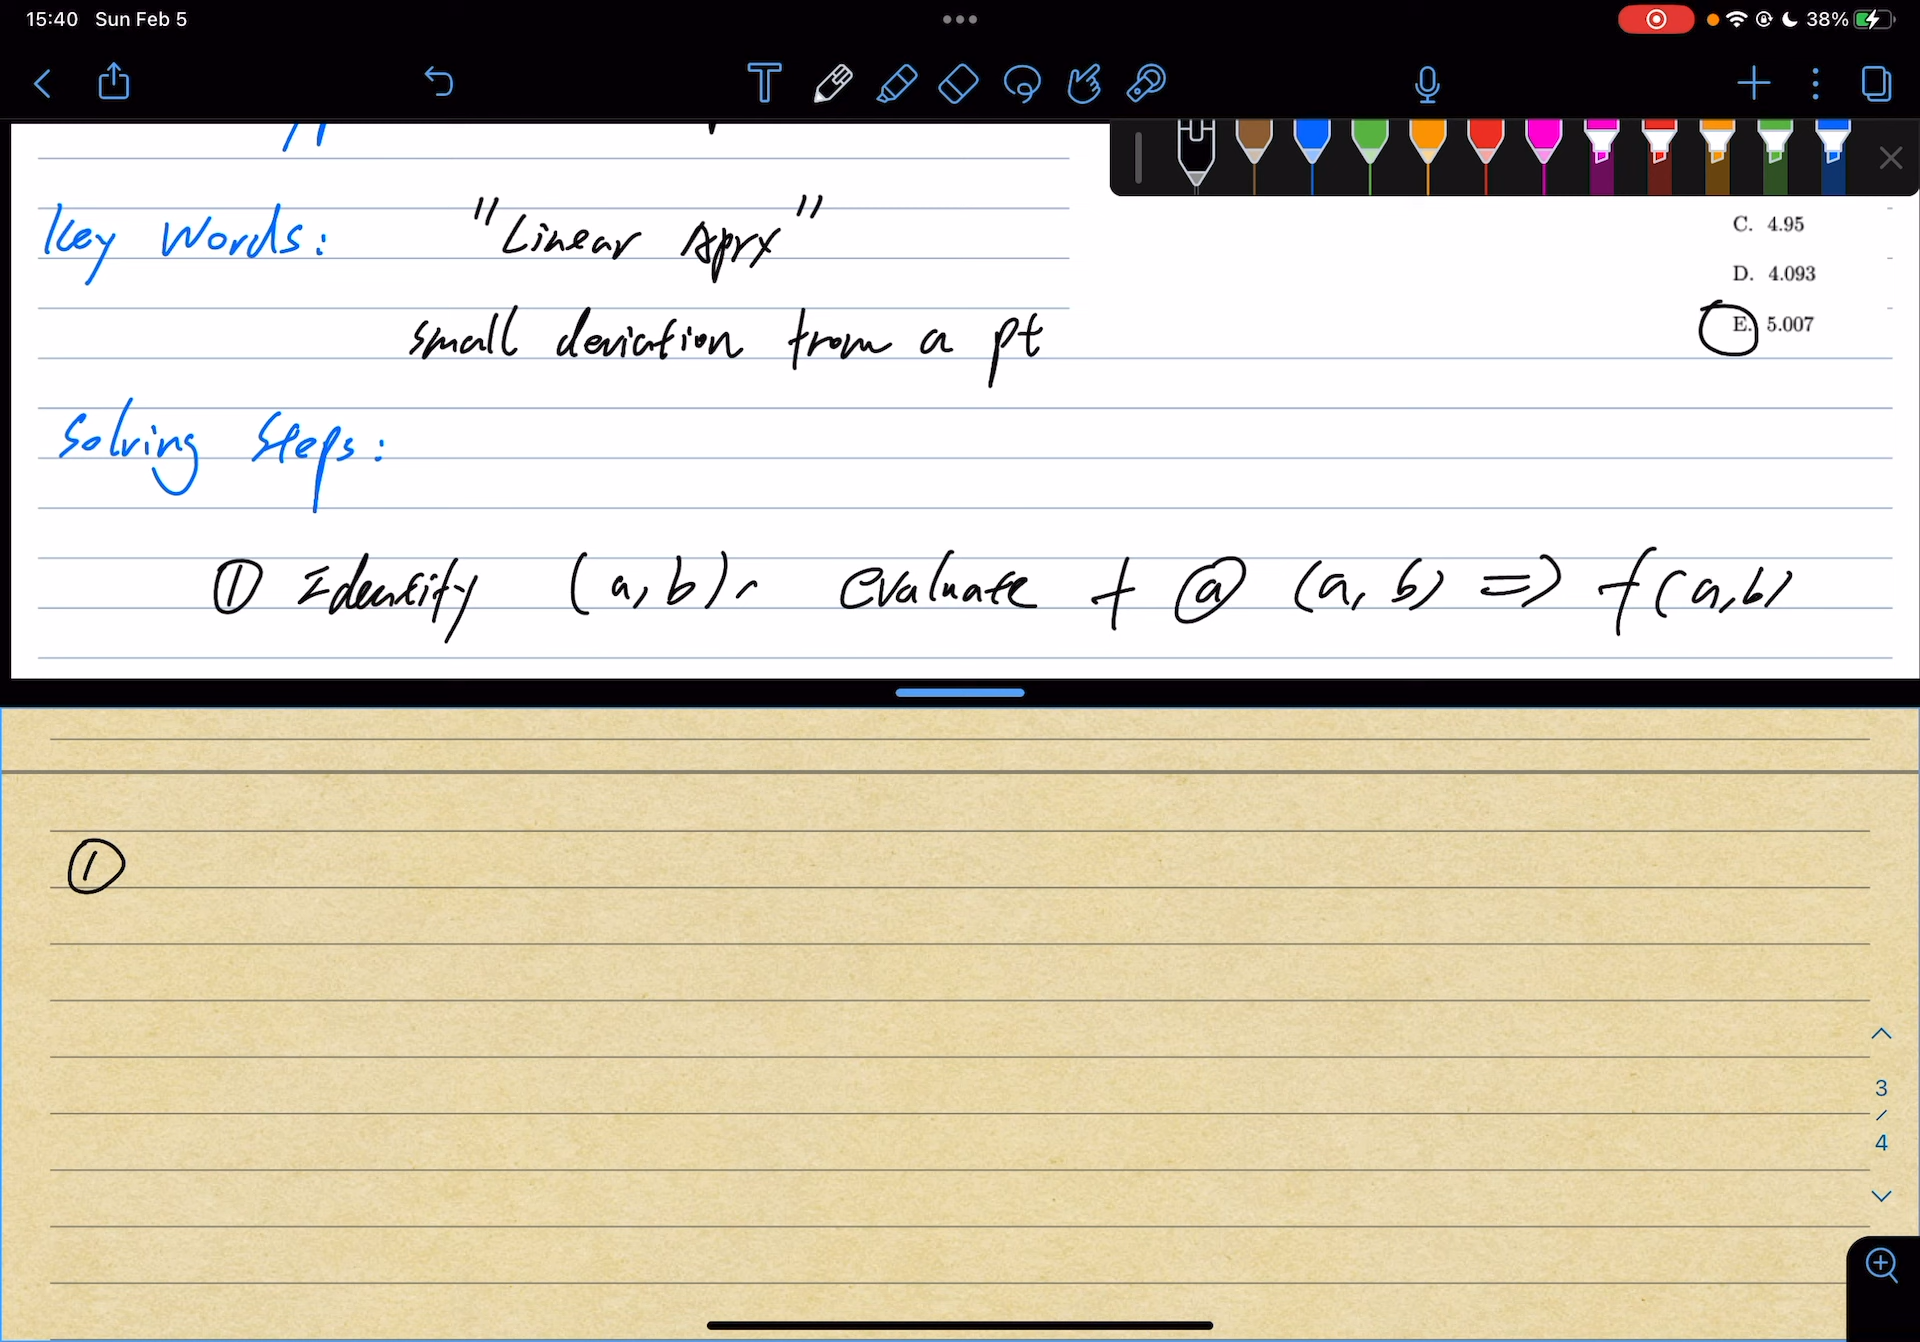 15:40 Sun Feb 5
38%
Key Words: "Linear Aprx"
C. 4.95
D. 4.093
small deviation from a pt
E. 5.007
Solving Steps:
① Identify (a,b), evaluate f @ (a,b) => f(a,b)
①
3
/
4